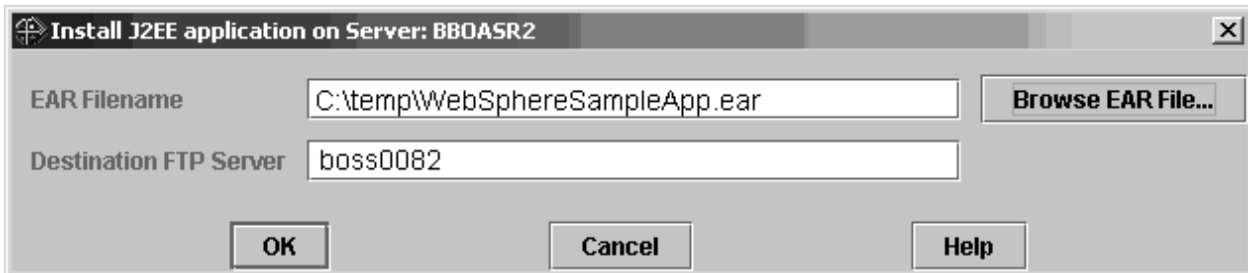 Install J2EE application on Server: BBOASR2
EAR Filename C:\temp\WebSphereSampleApp.ear Browse EAR File...
Destination FTP Server boss0082
OK Cancel Help